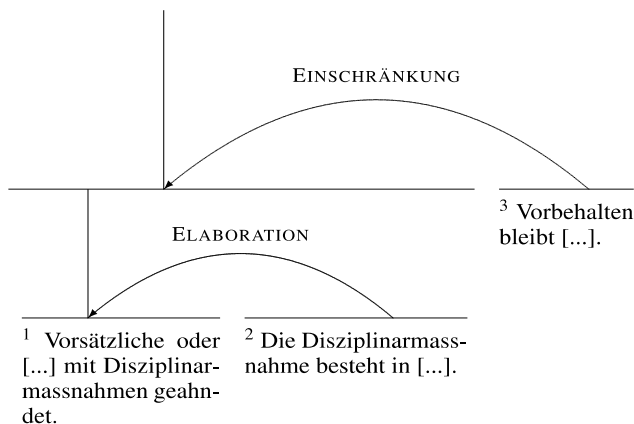 EINSCHRÄNKUNG
³ Vorbehalten
bleibt [...].
ELABORATION
¹ Vorsätzliche oder
[...] mit Disziplinar-
massnahmen geahn-
det.
² Die Disziplinarmass-
nahme besteht in [...].